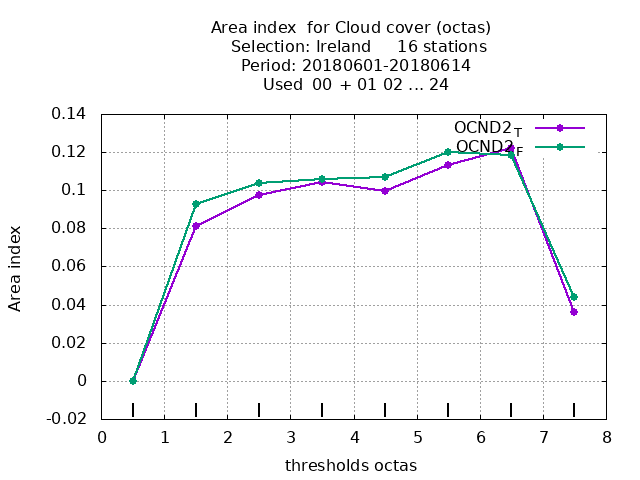 Area index  for Cloud cover (octas)
Selection: Ireland     16 stations
Period: 20180601-20180614
Used  00 + 01 02 ... 24
OCND2T
OCND2F
0.14
0.12
0.1
0.08
0.06
0.04
0.02
0
-0.02
Area index
0 1 2 3 4 5 6 7 8
thresholds octas